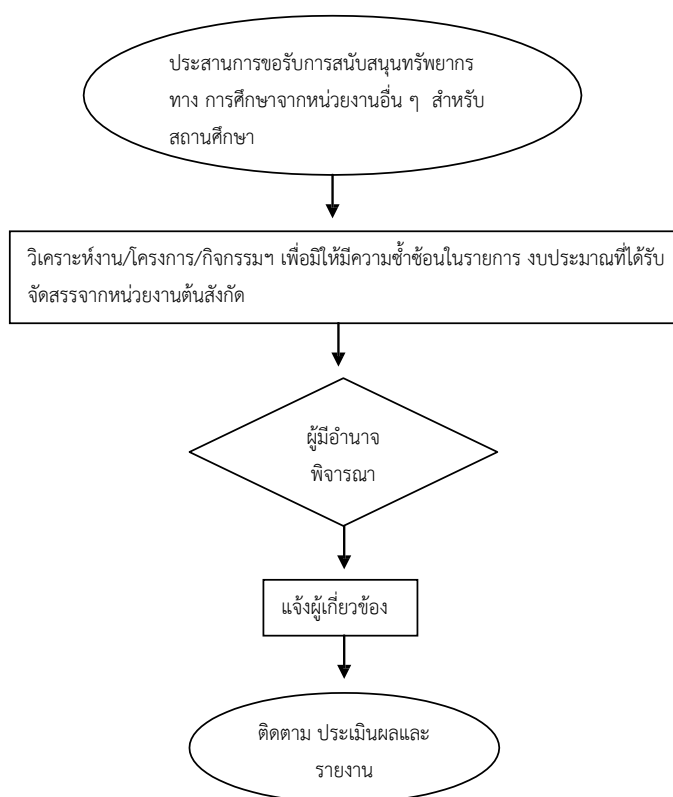 ประสานการขอรับการสนับสนุนทรัพยากร
ทาง การศึกษาจากหน่วยงานอื่น ๆ สำหรับ
สถานศึกษา
วิเคราะห์งาน/โครงการ/กิจกรรมฯ เพื่อมิให้มีความซ้ำซ้อนในรายการ งบประมาณที่ได้รับ
จัดสรรจากหน่วยงานต้นสังกัด
ผู้มีอำนาจ
พิจารณา
แจ้งผู้เกี่ยวข้อง
ติดตาม ประเมินผลและ
รายงาน